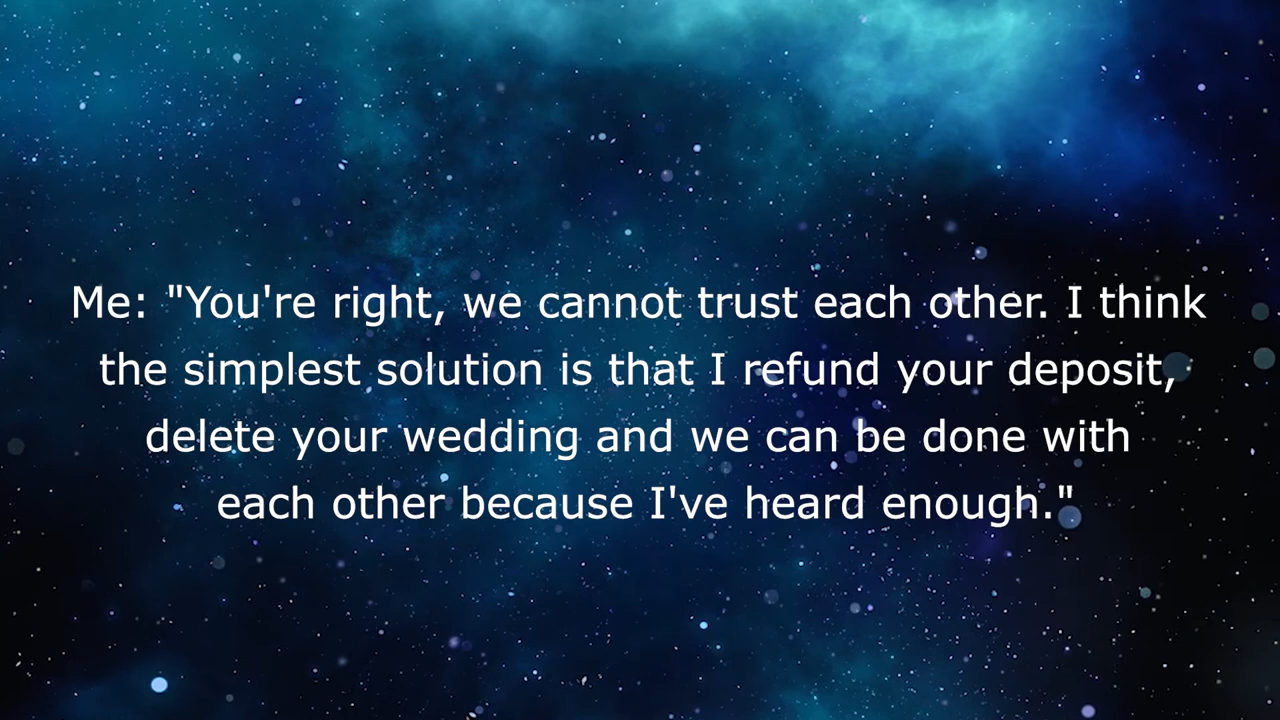 Me: "You're right, we cannot trust each other. I think
the simplest solution is that I refund your deposit,
delete your wedding and we can be done with
each other because I've heard enough."